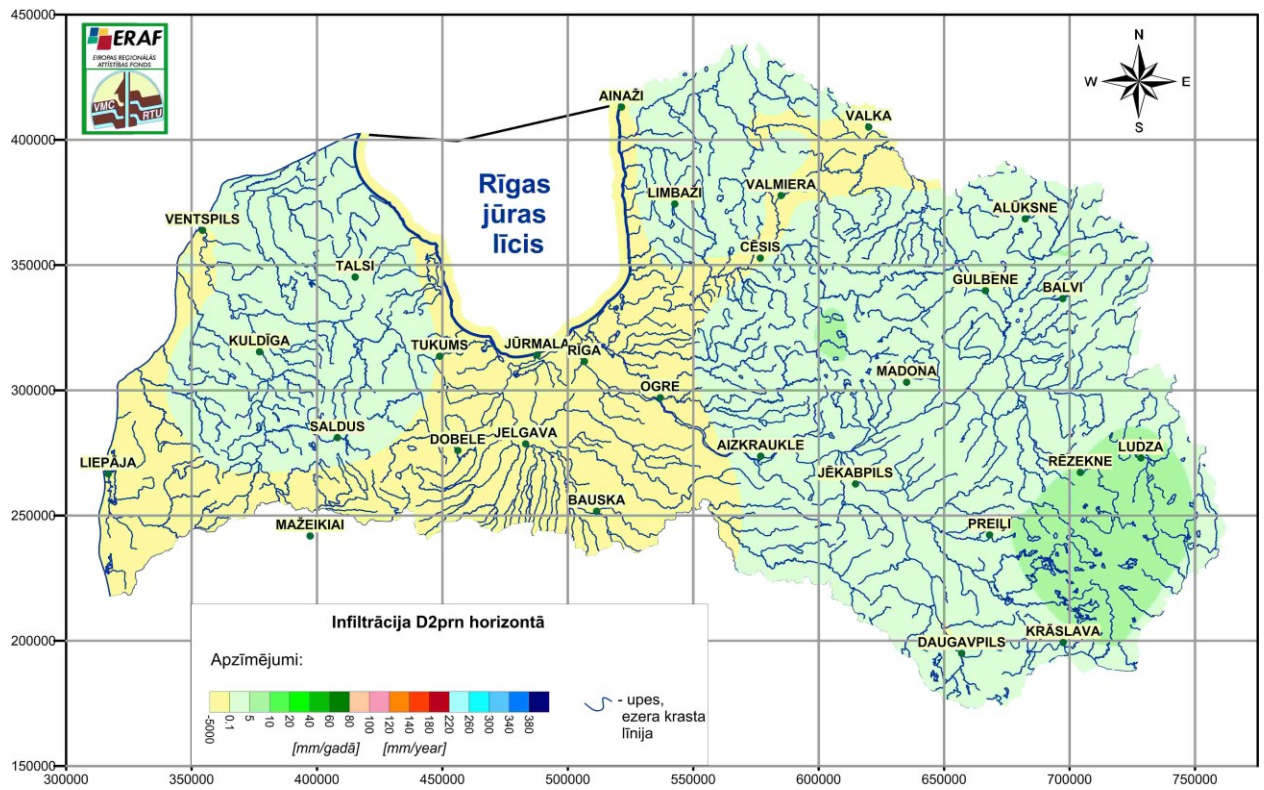 450000
400000
350000
300000
250000
200000
150000
ERAF
EIROPAS REĢIONĀLĀS
ATTĪSTĪBAS FONDS
VMC
RTU
N
W
E
S
AINAŽI
VALKA
Rīgas
jūras
līcis
LIMBAŽI
VALMIERA
ALŪKSNE
VENTSPILS
CĒSIS
TALSI
GULBENE
BALVI
KULDĪGA
TUKUMS
JŪRMALA
RĪGA
MADONA
OGRE
SALDUS
DOBELE
JELGAVA
AIZKRAUKLE
LUDZA
LIEPĀJA
RĒZEKNE
JĒKABPILS
BAUSKA
MAŽEIKIAI
PREIĻI
KRĀSLAVA
DAUGAVPILS
Infiltrācija D2prn horizontā
Apzīmējumi:
-5000
0.1
5
10
20
40
60
80
100
120
140
180
220
260
300
340
380
[mm/gadā] [mm/year]
- upes,
ezera krasta
līnija
300000
350000
400000
450000
500000
550000
600000
650000
700000
750000